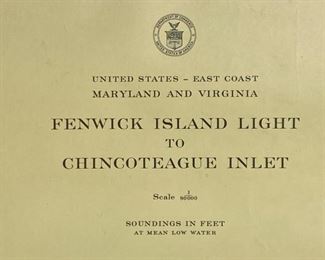 UNITED STATES – EAST COAST
MARYLAND AND VIRGINIA
FENWICK ISLAND LIGHT
TO
CHINCOTEAGUE INLET
Scale 1/80000
SOUNDINGS IN FEET
AT MEAN LOW WATER